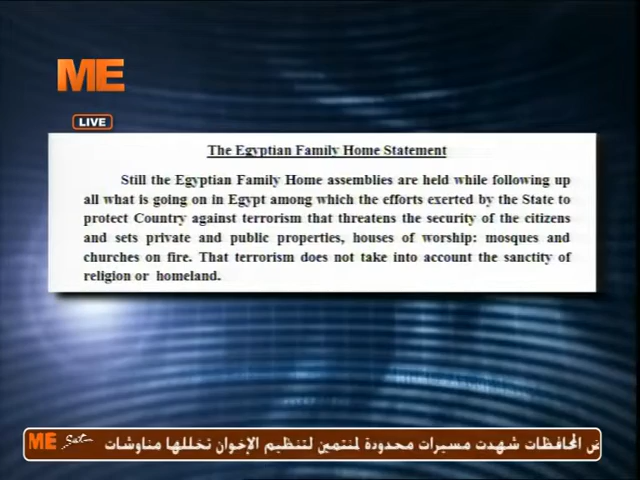 ME
LIVE
The Egyptian Family Home Statement
Still the Egyptian Family Home assemblies are held while following up
all what is going on in Egypt among which the efforts exerted by the State to
protect Country against terrorism that threatens the security of the citizens
and sets private and public properties, houses of worship: mosques and
churches on fire. That terrorism does not take into account the sanctity of
religion or homeland.
ME Sat
المحافظات شهدت مسيرات محدودة لمنتمين لتنظيم الإخوان تخللها مناوشات